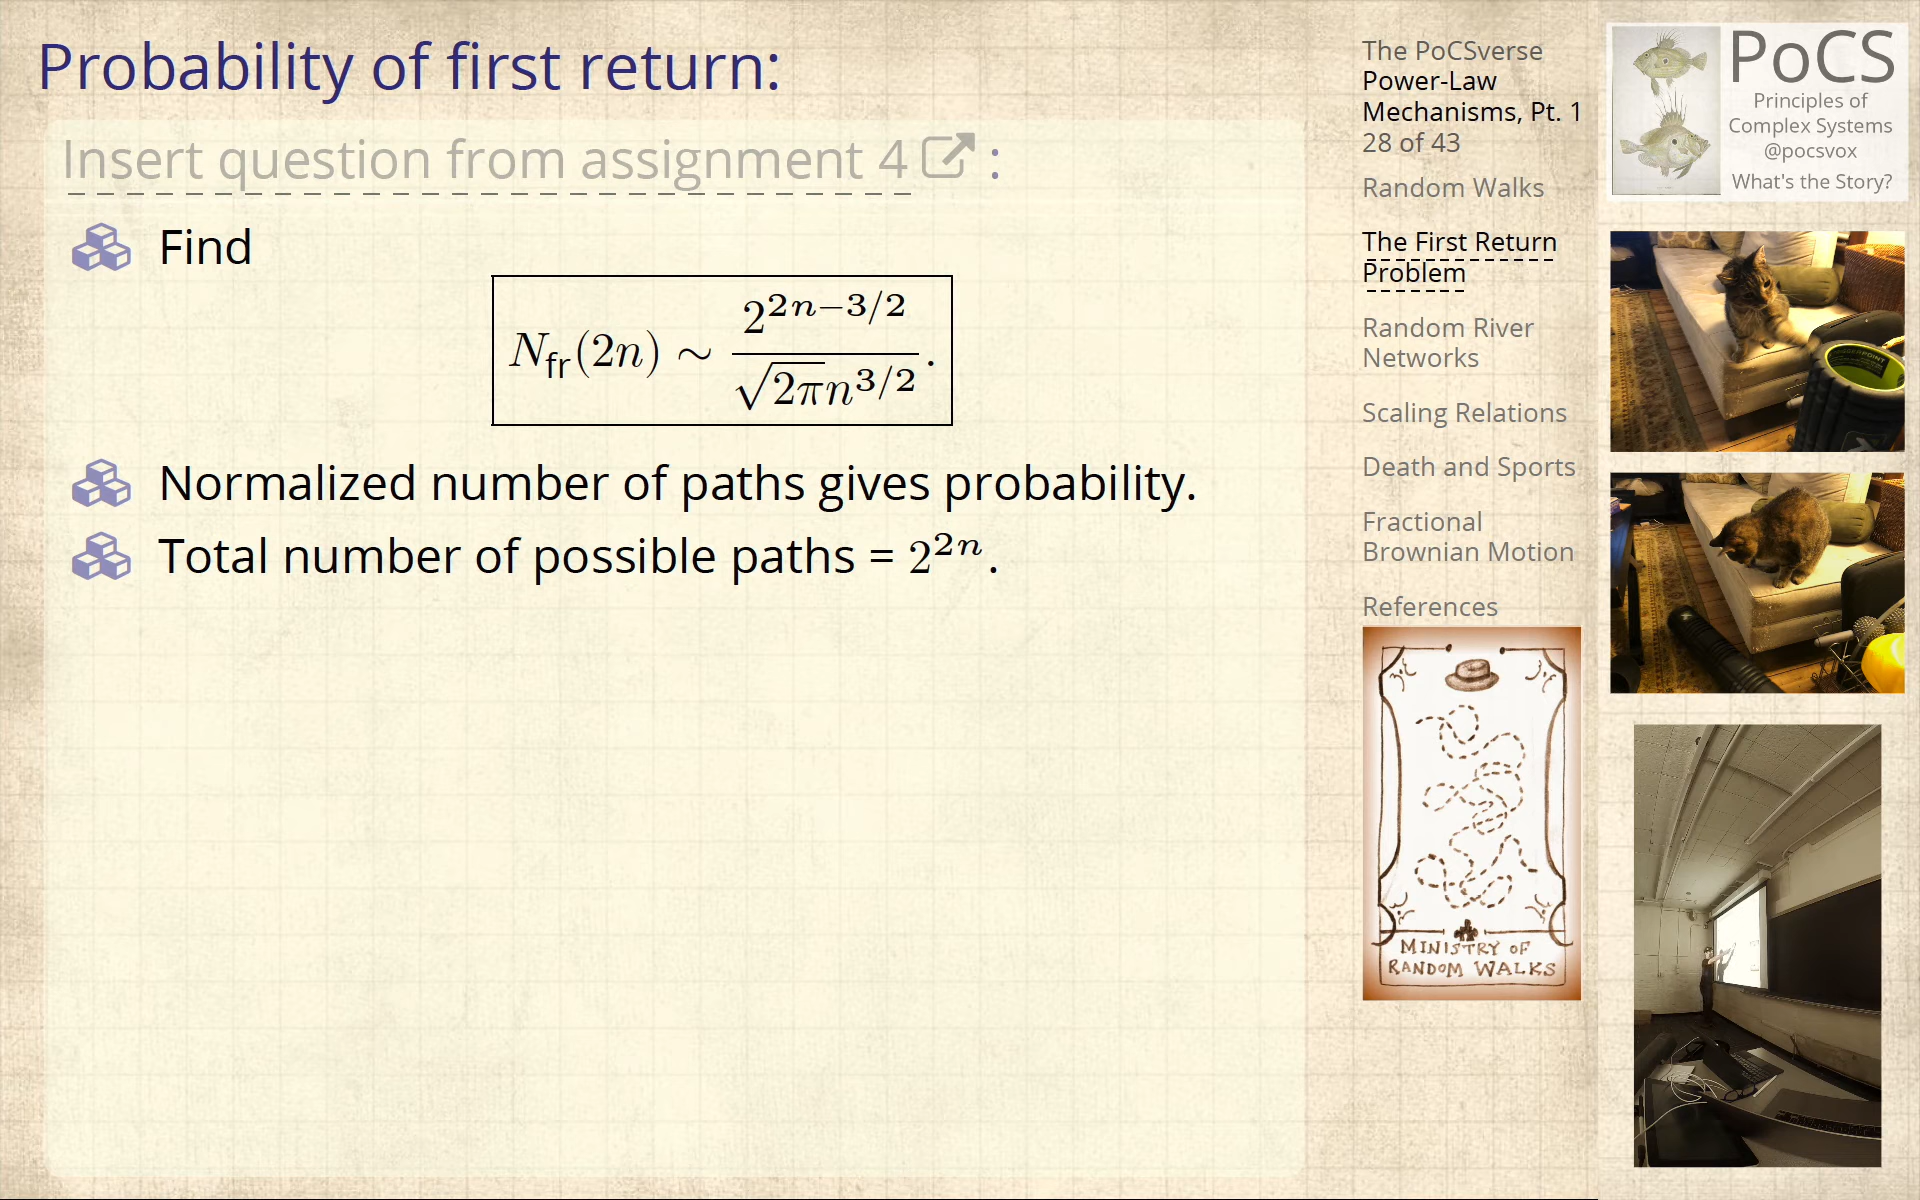 Probability of first return:
Insert question from assignment 4 :
Find
N_fr(2n) ∼ 2^{2n−3/2} / √2π n^{3/2} .
Normalized number of paths gives probability.
Total number of possible paths = 2^{2n}.
The PoCSverse
Power-Law
Mechanisms, Pt. 1
28 of 43
Random Walks
The First Return
Problem
Random River
Networks
Scaling Relations
Death and Sports
Fractional
Brownian Motion
References
MINISTRY OF
RANDOM WALKS
PoCS
Principles of
Complex Systems
@pocsvox
What's the Story?